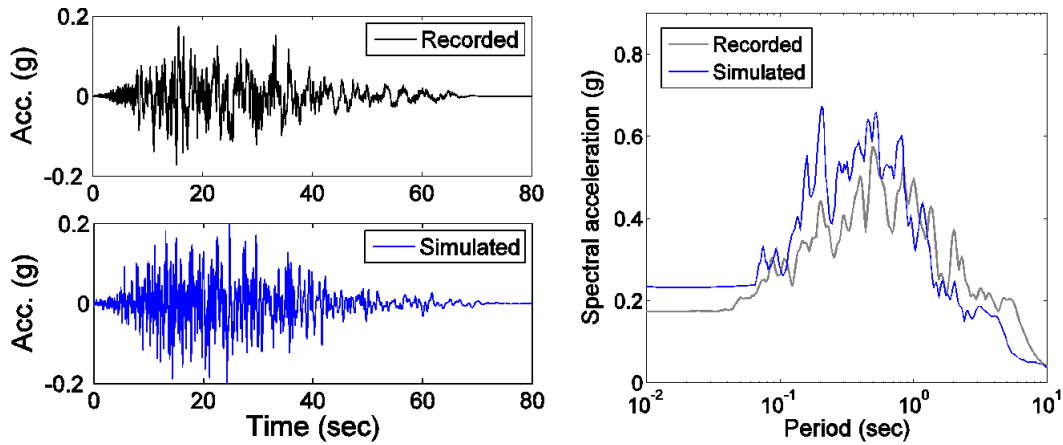 0.2
Recorded
Acc. (g)
0
-0.2
0 20 40 60 80
0.2
Simulated
Acc. (g)
0
-0.2
0 20 40 60 80
Time (sec)
0.8
Recorded
Simulated
0.6
Spectral acceleration (g)
0.4
0.2
0
10^-2 10^-1 10^0 10^1
Period (sec)